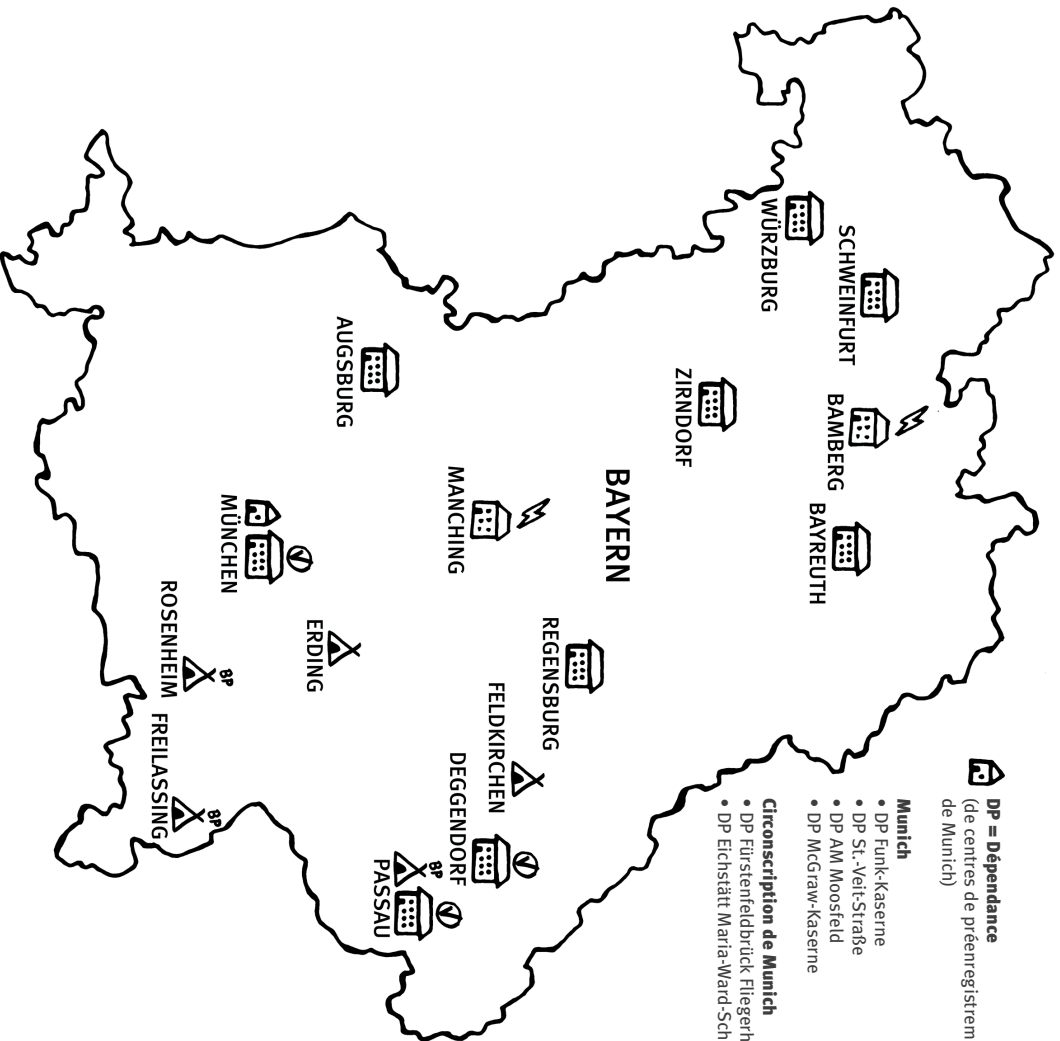 DP = Dépendance
(de centres de préenregistrem
de Munich)
Munich
• DP Funk-Kaserne
• DP St.-Veit-Straße
• DP AM Moosfeld
• DP McGraw-Kaserne
Circonscription de Munich
• DP Fürstenfeldbrück Fliegerh
• DP Eichstätt Maria-Ward-Sch
SCHWEINFURT
BAMBERG
BAYREUTH
WÜRZBURG
ZIRNDORF
BAYERN
REGENSBURG
V
FELDKIRCHEN
DEGGENDORF
MANCHING
BP
V
PASSAU
AUGSBURG
ERDING
V
MÜNCHEN
BP
ROSENHEIM
BP
FREILASSING